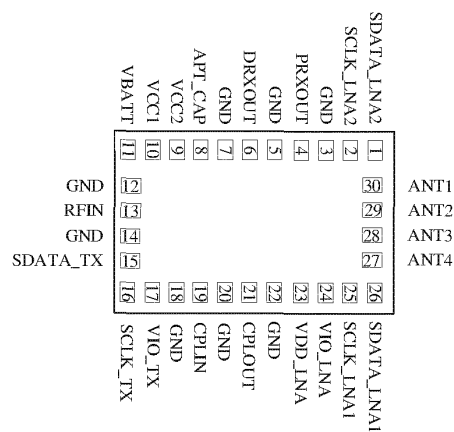 VBATT
VCC1
VCC2
APT_CAP
GND
DRXOUT
GND
PRXOUT
GND
SCLK_LNA2
SDATA_LNA2
11
10
9
8
7
6
5
4
3
2
1
GND
12
30
ANT1
RFIN
13
29
ANT2
GND
14
28
ANT3
SDATA_TX
15
27
ANT4
16
17
18
19
20
21
22
23
24
25
26
SCLK_TX
VIO_TX
GND
CPLIN
GND
CPLOUT
GND
VDD_LNA
VIO_LNA
SCLK_LNA1
SDATA_LNA1